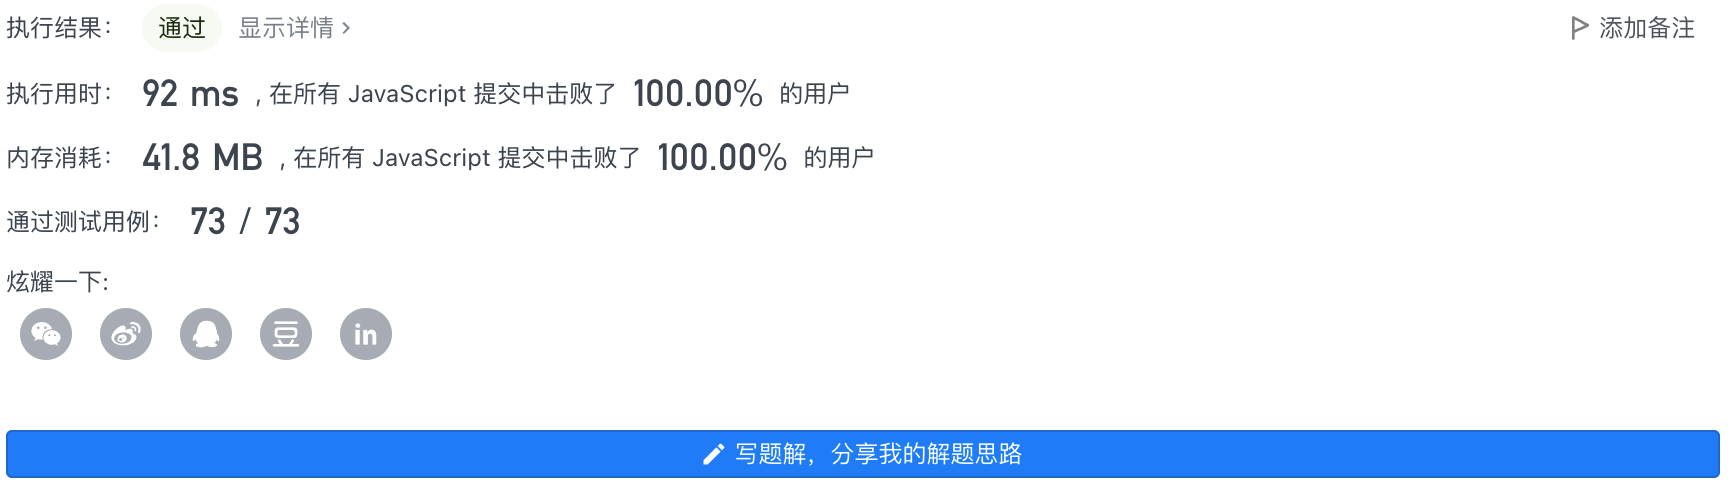 执行结果： 通过 显示详情 > 添加备注
执行用时： 92 ms , 在所有 JavaScript 提交中击败了 100.00% 的用户
内存消耗： 41.8 MB , 在所有 JavaScript 提交中击败了 100.00% 的用户
通过测试用例： 73 / 73
炫耀一下:
豆 in
写题解，分享我的解题思路